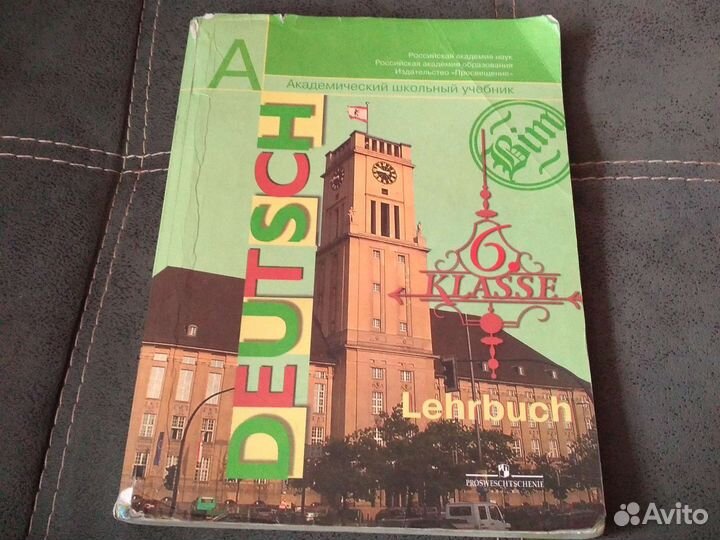 Российская академия наук
Российская академия образования
Издательство «Просвещение»
А
Академический школьный учебник
DEUTSCH
Bim
6.
KLASSE
Lehrbuch
PROSWESCHTSCHENIE
Avito